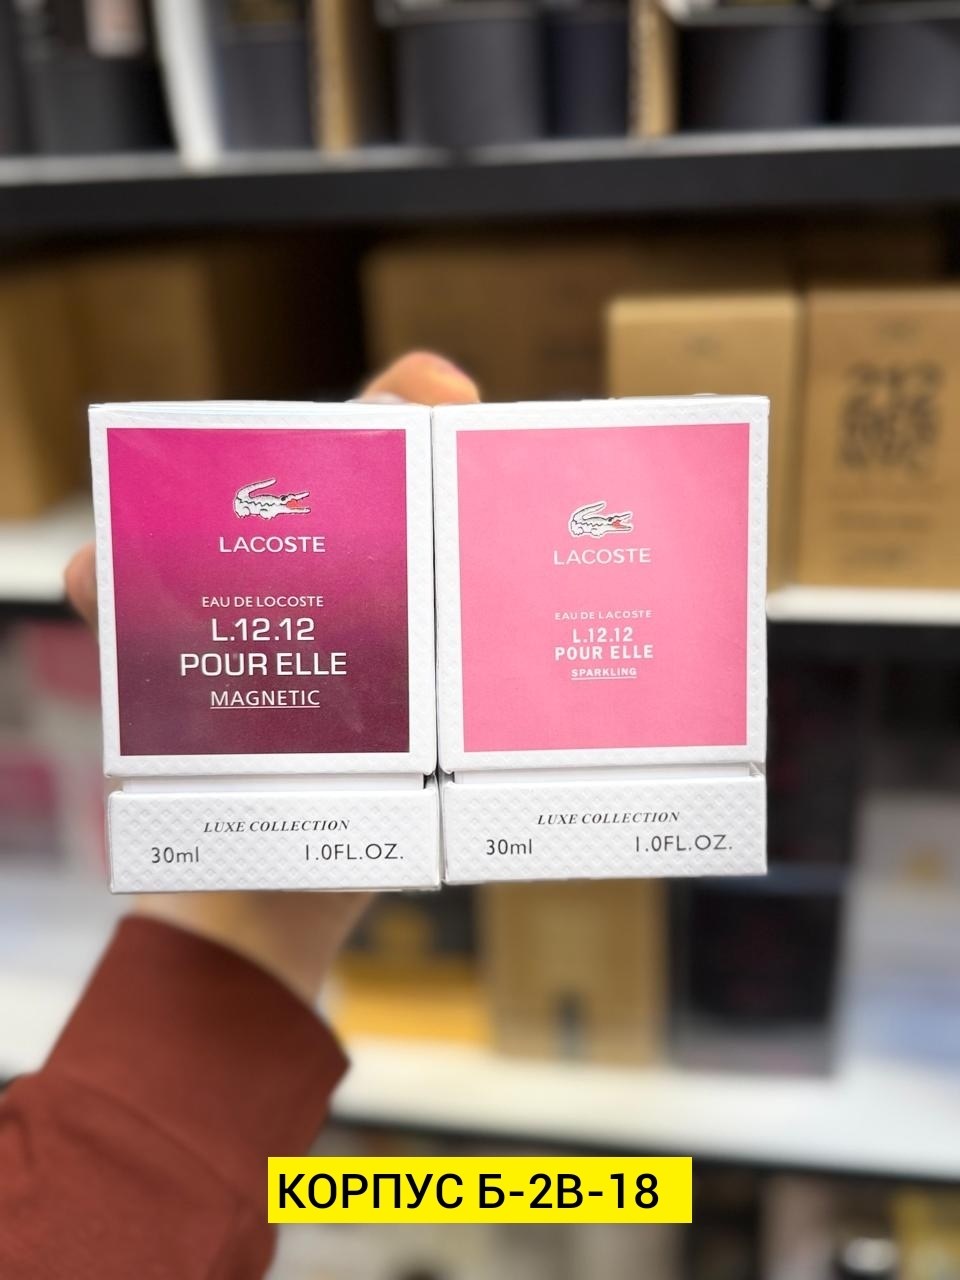 LACOSTE
EAU DE LOCOSTE
L.12.12
POUR ELLE
MAGNETIC
LUXE COLLECTION
30ml 1.0FL.OZ.
LACOSTE
EAU DE LACOSTE
L.12.12
POUR ELLE
SPARKLING
LUXE COLLECTION
30ml 1.0FL.OZ.
КОРПУС Б-2В-18